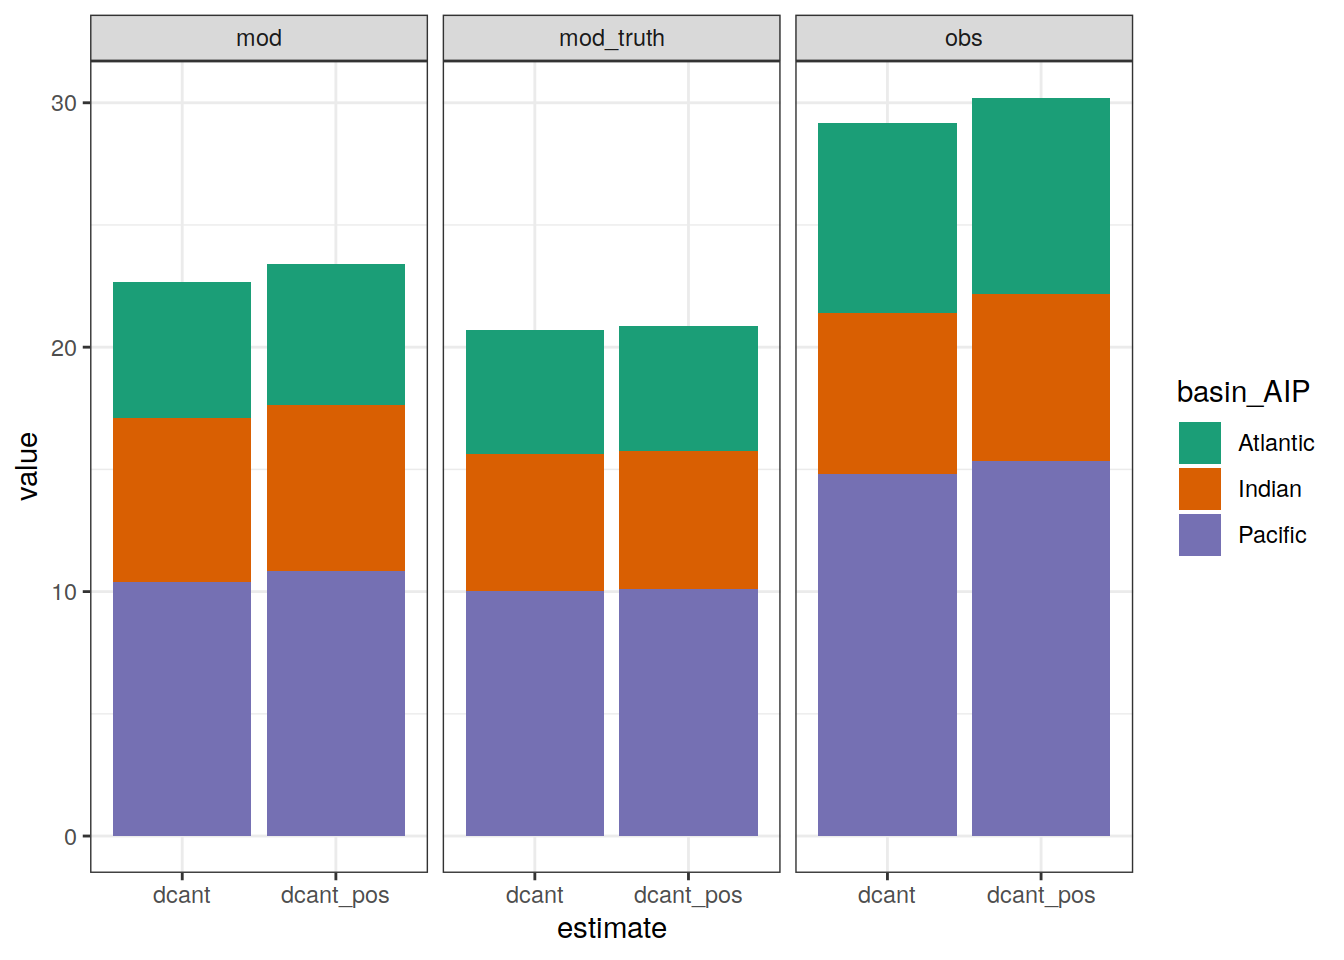 mod
mod_truth
obs
30
20
10
0
value
dcant
dcant_pos
dcant
dcant_pos
dcant
dcant_pos
estimate
basin_AIP
Atlantic
Indian
Pacific